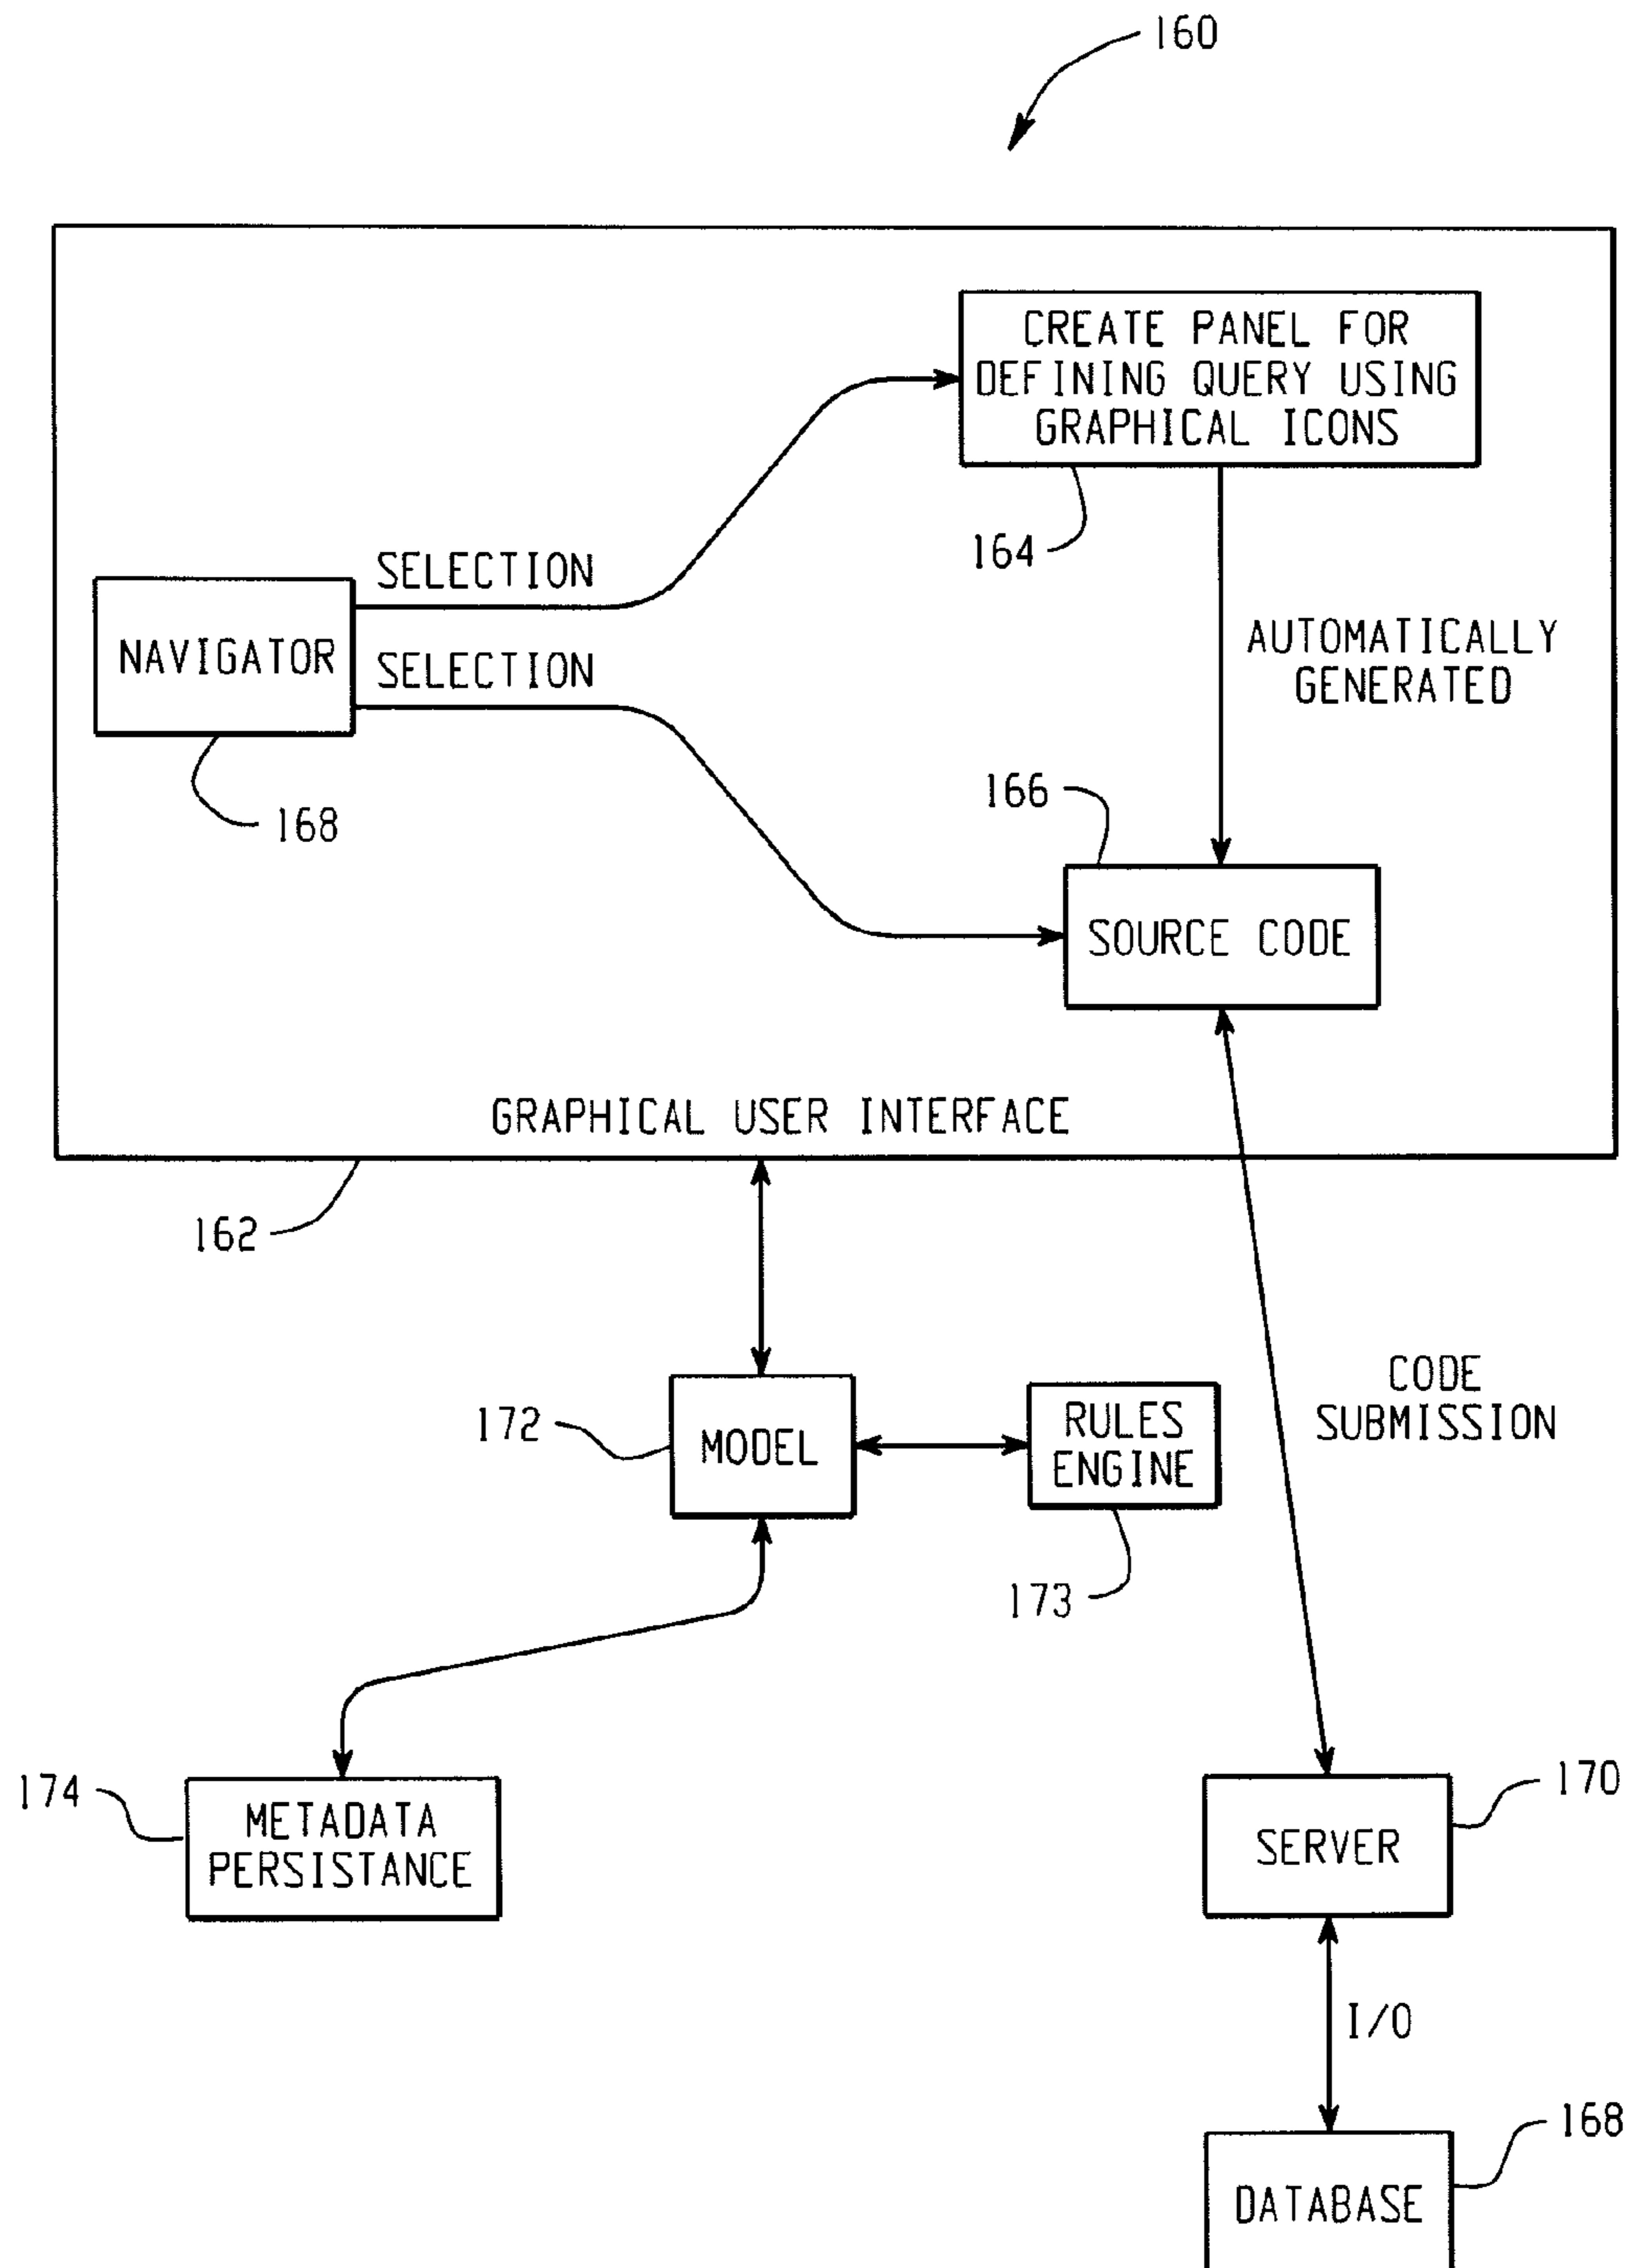 160
CREATE PANEL FOR
DEFINING QUERY USING
GRAPHICAL ICONS
164
SELECTION
NAVIGATOR
SELECTION
AUTOMATICALLY
GENERATED
168
166
SOURCE CODE
GRAPHICAL USER INTERFACE
162
CODE
SUBMISSION
172
MODEL
RULES
ENGINE
173
174
METADATA
PERSISTANCE
170
SERVER
I/O
168
DATABASE